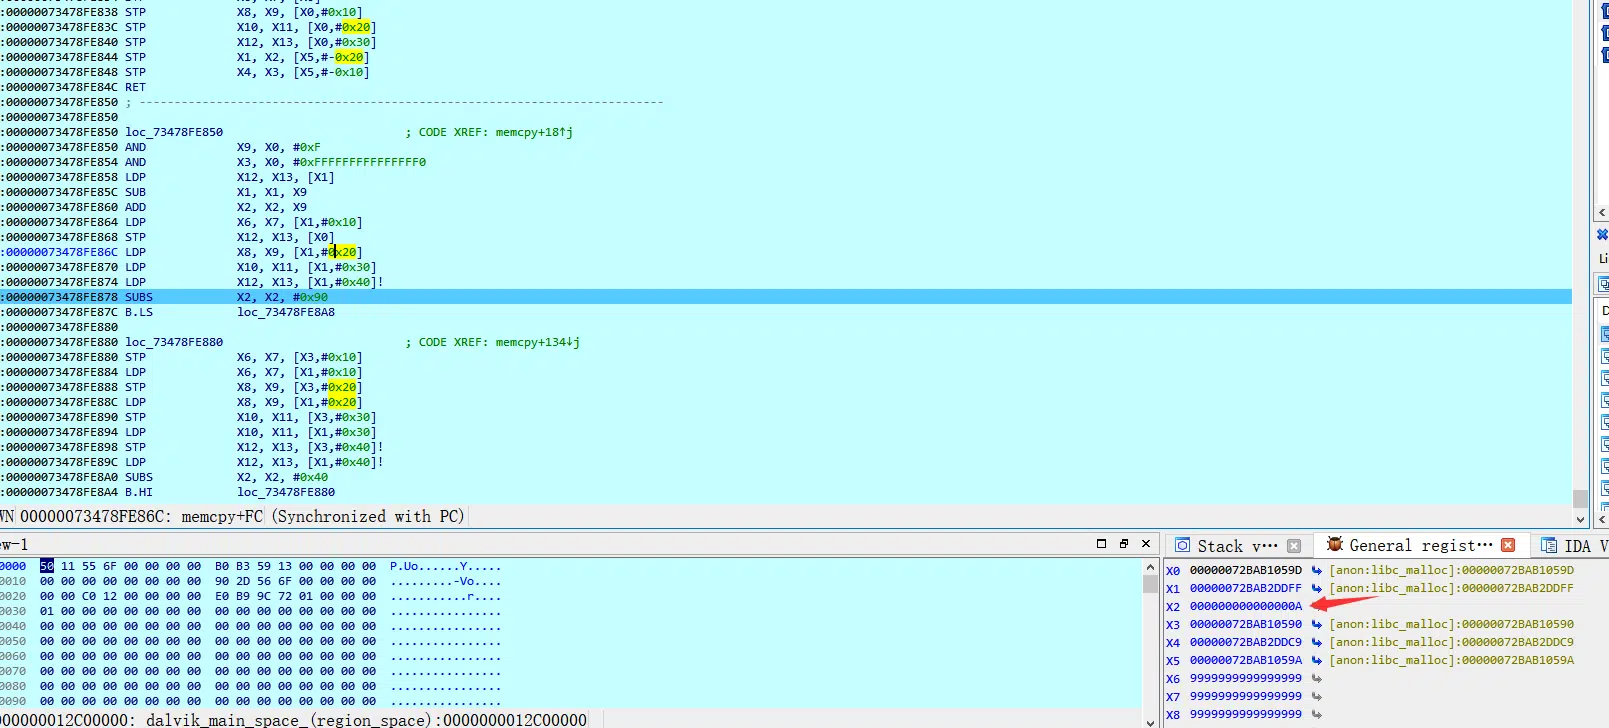 :00000073478FE838 STP X8, X9, [X0,#0x10]
:00000073478FE83C STP X10, X11, [X0,#0x20]
:00000073478FE840 STP X12, X13, [X0,#0x30]
:00000073478FE844 STP X1, X2, [X5,#-0x20]
:00000073478FE848 STP X4, X3, [X5,#-0x10]
:00000073478FE84C RET
:00000073478FE850 ; ---------------------------------------------------------------------------
:00000073478FE850
:00000073478FE850 loc_73478FE850 ; CODE XREF: memcpy+18↑j
:00000073478FE850 AND X9, X0, #0xF
:00000073478FE854 AND X3, X0, #0xFFFFFFFFFFFFFFF0
:00000073478FE858 LDP X12, X13, [X1]
:00000073478FE85C SUB X1, X1, X9
:00000073478FE860 ADD X2, X2, X9
:00000073478FE864 LDP X6, X7, [X1,#0x10]
:00000073478FE868 STP X12, X13, [X0]
:00000073478FE86C LDP X8, X9, [X1,#0x20]
:00000073478FE870 LDP X10, X11, [X1,#0x30]
:00000073478FE874 LDP X12, X13, [X1,#0x40]!
:00000073478FE878 SUBS X2, X2, #0x90
:00000073478FE87C B.LS loc_73478FE8A8
:00000073478FE880
:00000073478FE880 loc_73478FE880 ; CODE XREF: memcpy+134↓j
:00000073478FE880 STP X6, X7, [X3,#0x10]
:00000073478FE884 LDP X6, X7, [X1,#0x10]
:00000073478FE888 STP X8, X9, [X3,#0x20]
:00000073478FE88C LDP X8, X9, [X1,#0x20]
:00000073478FE890 STP X10, X11, [X3,#0x30]
:00000073478FE894 LDP X10, X11, [X1,#0x30]
:00000073478FE898 STP X12, X13, [X3,#0x40]!
:00000073478FE89C LDP X12, X13, [X1,#0x40]!
:00000073478FE8A0 SUBS X2, X2, #0x40
:00000073478FE8A4 B.HI loc_73478FE880
WN 00000073478FE86C: memcpy+FC (Synchronized with PC)
Li
ew-1
0000 50 11 55 6F 00 00 00 00 B0 B3 59 13 00 00 00 00 P.Uo......Y.....
0010 00 00 00 00 00 00 00 00 90 2D 56 6F 00 00 00 00 .........-Vo....
0020 00 00 C0 12 00 00 00 00 E0 B9 9C 72 01 00 00 00 ...........r....
0030 01 00 00 00 00 00 00 00 00 00 00 00 00 00 00 00 ................
0040 00 00 00 00 00 00 00 00 00 00 00 00 00 00 00 00 ................
0050 00 00 00 00 00 00 00 00 00 00 00 00 00 00 00 00 ................
0060 00 00 00 00 00 00 00 00 00 00 00 00 00 00 00 00 ................
0070 00 00 00 00 00 00 00 00 00 00 00 00 00 00 00 00 ................
0080 00 00 00 00 00 00 00 00 00 00 00 00 00 00 00 00 ................
0090 00 00 00 00 00 00 00 00 00 00 00 00 00 00 00 00 ................
000000012C00000: dalvik_main_space_(region_space):0000000012C00000
Stack v··· General regist··· IDA V
X0 00000072BAB1059D [anon:libc_malloc]:00000072BAB1059D
X1 00000072BAB2DDFF [anon:libc_malloc]:00000072BAB2DDFF
X2 000000000000000A
X3 00000072BAB10590 [anon:libc_malloc]:00000072BAB10590
X4 00000072BAB2DDC9 [anon:libc_malloc]:00000072BAB2DDC9
X5 00000072BAB1059A [anon:libc_malloc]:00000072BAB1059A
X6 9999999999999999
X7 9999999999999999
X8 9999999999999999